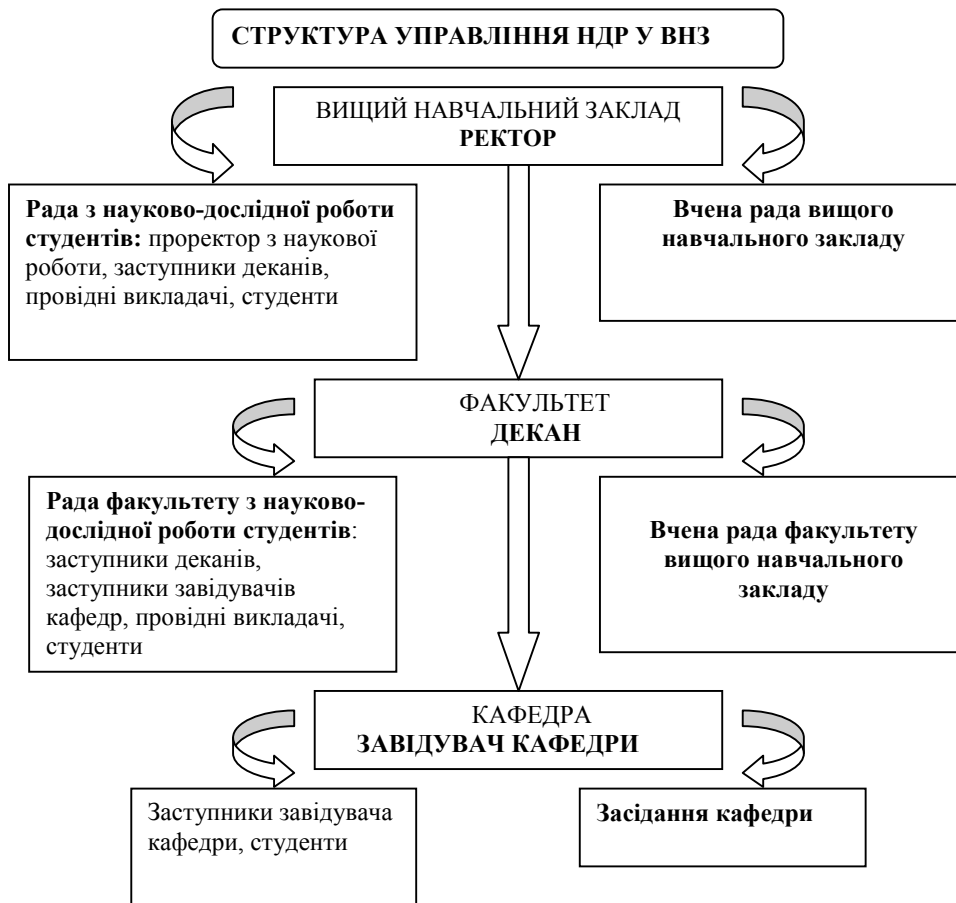 СТРУКТУРА УПРАВЛІННЯ НДР У ВНЗ
ВИЩИЙ НАВЧАЛЬНИЙ ЗАКЛАД
РЕКТОР
Рада з науково-дослідної роботи
студентів: проректор з наукової
роботи, заступники деканів,
провідні викладачі, студенти
Вчена рада вищого
навчального закладу
ФАКУЛЬТЕТ
ДЕКАН
Рада факультету з науково-
дослідної роботи студентів:
заступники деканів,
заступники завідувачів
кафедр, провідні викладачі,
студенти
Вчена рада факультету
вищого навчального
закладу
КАФЕДРА
ЗАВІДУВАЧ КАФЕДРИ
Заступники завідувача
кафедри, студенти
Засідання кафедри